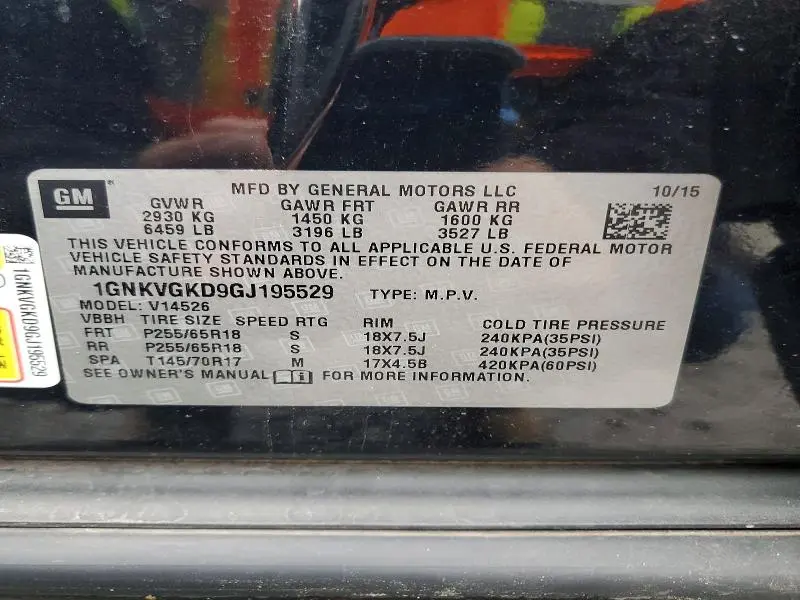 GM
MFD BY GENERAL MOTORS LLC 10/15
GVWR GAWR FRT GAWR RR
2930 KG 1450 KG 1600 KG
6459 LB 3196 LB 3527 LB
THIS VEHICLE CONFORMS TO ALL APPLICABLE U.S. FEDERAL MOTOR
VEHICLE SAFETY STANDARDS IN EFFECT ON THE DATE OF
MANUFACTURE SHOWN ABOVE.
1GNKVGKD9GJ195529 TYPE: M.P.V.
MODEL: V14526
VBBH TIRE SIZE SPEED RTG RIM COLD TIRE PRESSURE
FRT P255/65R18 S 18X7.5J 240KPA(35PSI)
RR P255/65R18 S 18X7.5J 240KPA(35PSI)
SPA T145/70R17 M 17X4.5B 420KPA(60PSI)
SEE OWNER'S MANUAL FOR MORE INFORMATION.
1GNKVGKD9GJ195529